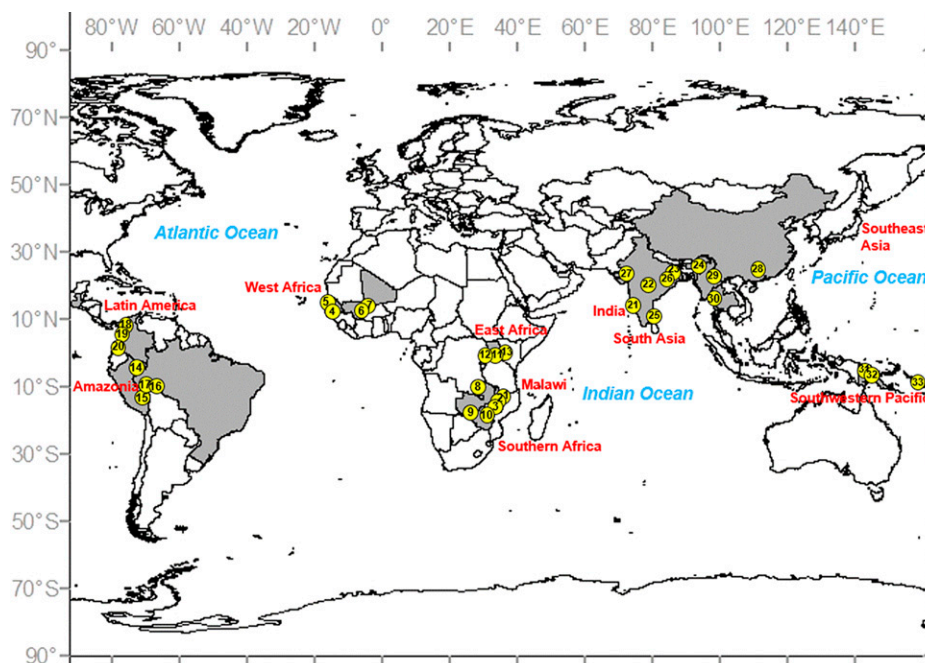 80°W 60°W 40°W 20°W 0° 20°E 40°E 60°E 80°E 100°E 120°E 140°E
90°
70°N
50°N
Southeast
Asia
Atlantic Ocean
30°N
24
27 23
26 29 28
22
Pacific Ocean
West Africa
5 7
4 6
Latin America
30
India 21
10°N
18
19
20
25
East Africa
South Asia
12 11 13
14
31
32
33
Amazonia 17 16
15
10°S
8
Malawi
Indian Ocean
Southwestern Pacific
3
9 10
Southern Africa
30°S
50°S
70°S
90°